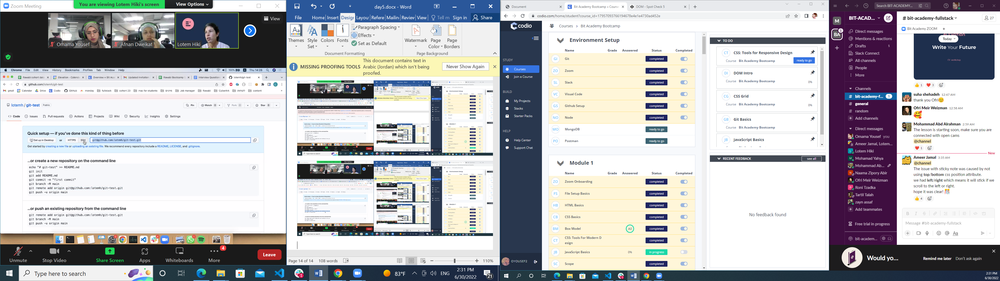 Zoom Meeting
You are viewing Lotem Hiki's screen
View Options
View
Omama Yousef
Afnan Dweikat
Lotem Hiki
Chrome File Edit View History Bookmarks Profiles Tab Window Help
100%
Thu 14:28
Rawabi cohort data
Elevation - Calenda
Overview « Bit Aca
Updated invitation:
Rawabi Bootcamp S
Interview Question
lotemh/git-test
github.com/lotemh/git-test
gmail Calendar Drive Codio GitHub monday fullstack cohort 23 mac for students מיונים Job manager Rawabi CyberArk לקוחות content
lotemh / git-test Public
Pin Watch 0 Fork 0 Star 0
Code Issues Pull requests Actions Projects Wiki Security Insights Settings
Quick setup — if you've done this kind of thing before
Set up in Desktop or HTTPS SSH git@github.com:lotemh/git-test.git
Get started by creating a new file or uploading an existing file. We recommend every repository include a README, LICENSE, and .gitignore.
…or create a new repository on the command line
echo "# git-test" >> README.md
git init
git add README.md
git commit -m "first commit"
git branch -M main
git remote add origin git@github.com:lotemh/git-test.git
git push -u origin main
…or push an existing repository from the command line
git remote add origin git@github.com:lotemh/git-test.git
git branch -M main
git push -u origin main
Unmute
Stop Video
Share Screen
Apps
Whiteboards
More
4
Leave
Type here to search
83°F
ENG
2:31 PM
6/30/2022
21
day5.docx - Word
File Home Insert Design Layou Refere Mailin Review View Tell m Sign in Share
Themes
Style Set
Colors
Fonts
Paragraph Spacing
Effects
Set as Default
Watermark
Page Color
Page Borders
Document Formatting
Page Background
MISSING PROOFING TOOLS
This document contains text in
Arabic (Jordan) which isn't being
proofed.
Never Show Again
Page 14 of 14 108 words
110%
Document
Bit Academy Bootcamp « Course
DOM - Spot Check 5
codio.com/home/student?course_id=17957093766194678e4e1e4730ad452e
codio
Courses > Bit Academy Bootcamp
STUDY
Courses
Join a Course
BUILD
My Projects
Stacks
Starter Packs
HELP
Help Center
Support Chat
OYOUSEF2
Environment Setup
Name Grade Answered Status Completed
GI Git completed
ZO Zoom completed
SL Slack completed
VC Visual Code completed
GS Github Setup completed
NO Node completed
MO MongoDB ready to go
PO Postman ready to go
Module 1
Name Grade Answered Status Completed
ZO Zoom Onboarding completed
FS File Setup Basics completed
HB HTML Basics completed
CB CSS Basics completed
BM Box Model All completed
CT CSS: Tools For Modern D
esign completed
JB JavaScript Basics 0% in progress
SC Scope completed
TO DO
CT CSS: Tools for Responsive Design
Course Bit Academy Bootcamp ready to go
DI DOM Intro
Course Bit Academy Bootcamp 0%
CG CSS Grid
Course Bit Academy Bootcamp 0%
GB Git Basics
Course Bit Academy Bootcamp
JB JavaScript Basics
RECENT FEEDBACK see all
No feedback found
Search BIT-ACADEMY...
M
BA
1
BIT-ACAD...
Direct messages
Mentions & reactions
Drafts 1
Slack Connect
All channels
People
More
Channels
# bit-academy-f... 1
# general
# random
Add channels
Direct messages
Omama Yousef you
Ameer Jamal, Lotem...
Lotem Hiki
Mohamad Yahya
Mohammad Ab...
Naama Zipory Abir
Ofri Meir Weizman
Roni Tzadka
Tartil Talah
zayn assaf
Add teammates
Free trial in progress
bit-academ...
# bit-academy-fullstack
27
Bit Academy ZOOM
Today
Write Your Future
1 3
suha shehadeh 12:47 AM
thank you Ofri😊
Ofri Meir Weizman 12:58 AM
🥰
Mohammad Abd Alrahman 2:59 AM
The lesson is starting soon, make sure you are
connected with open cams
@channel
1
New
Ameer Jamal 3:35 AM
@channel
The issue with sticky note was caused by not
using top/bottom css position attribute.
we had left/right which means it will stick if we
scroll to the left or right.
hope it was clear! 🎊
4
Message #bit-academy-fullstack
Would yo...
Remind me later
Don't ask again
2:31 PM
6/30/2022